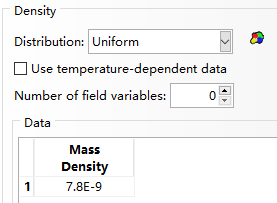 Density
Distribution: Uniform
Use temperature-dependent data
Number of field variables: 0
Data
Mass
Density
1 7.8E-9